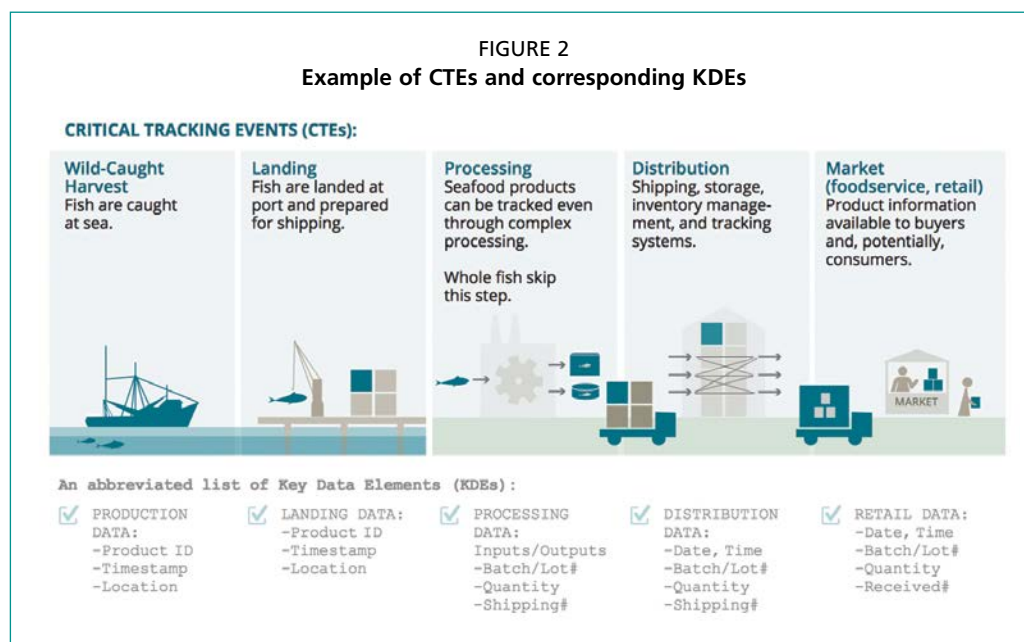 FIGURE 2
Example of CTEs and corresponding KDEs
CRITICAL TRACKING EVENTS (CTEs):
Wild-Caught
Harvest
Fish are caught
at sea.
Landing
Fish are landed at
port and prepared
for shipping.
Processing
Seafood products
can be tracked even
through complex
processing.
Whole fish skip
this step.
Distribution
Shipping, storage,
inventory manage-
ment, and tracking
systems.
Market
(foodservice, retail)
Product information
available to buyers
and, potentially,
consumers.
MARKET
An abbreviated list of Key Data Elements (KDEs):
PRODUCTION
DATA:
-Product ID
-Timestamp
-Location
LANDING DATA:
-Product ID
-Timestamp
-Location
PROCESSING
DATA:
Inputs/Outputs
-Batch/Lot#
-Quantity
-Shipping#
DISTRIBUTION
DATA:
-Date, Time
-Batch/Lot#
-Quantity
-Shipping#
RETAIL DATA:
-Date, Time
-Batch/Lot#
-Quantity
-Received#